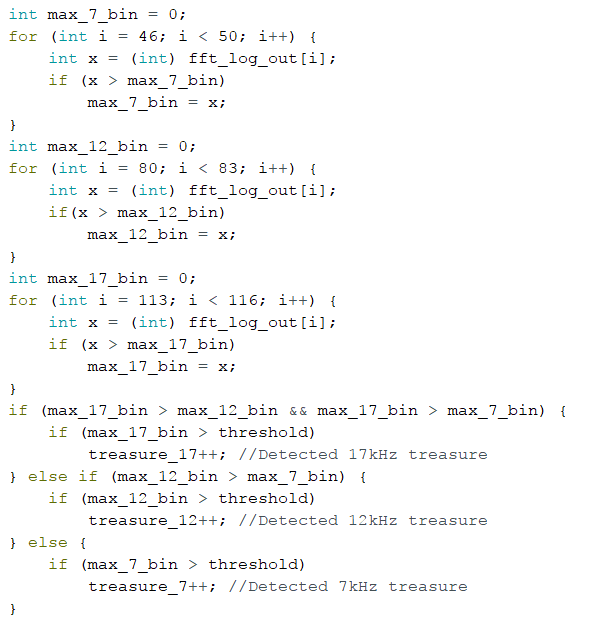 int max_7_bin = 0;
for (int i = 46; i < 50; i++) {
    int x = (int) fft_log_out[i];
    if (x > max_7_bin)
        max_7_bin = x;
}
int max_12_bin = 0;
for (int i = 80; i < 83; i++) {
    int x = (int) fft_log_out[i];
    if(x > max_12_bin)
        max_12_bin = x;
}
int max_17_bin = 0;
for (int i = 113; i < 116; i++) {
    int x = (int) fft_log_out[i];
    if (x > max_17_bin)
        max_17_bin = x;
}
if (max_17_bin > max_12_bin && max_17_bin > max_7_bin) {
    if (max_17_bin > threshold)
        treasure_17++; //Detected 17kHz treasure
} else if (max_12_bin > max_7_bin) {
    if (max_12_bin > threshold)
        treasure_12++; //Detected 12kHz treasure
} else {
    if (max_7_bin > threshold)
        treasure_7++; //Detected 7kHz treasure
}